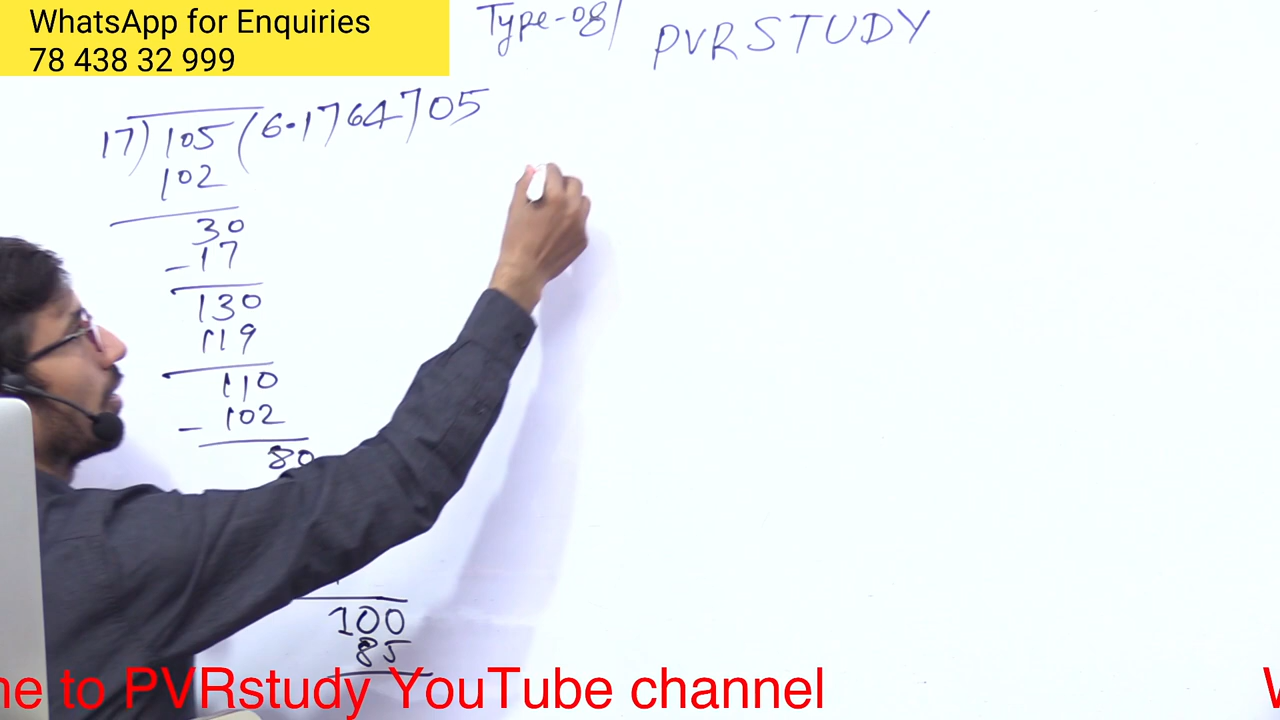 WhatsApp for Enquiries
78 438 32 999
Type-08/
PVRSTUDY
17) 105 (6.1764705
102
30
-17
130
119
110
- 102
80
100
85
me to PVRstudy YouTube channel